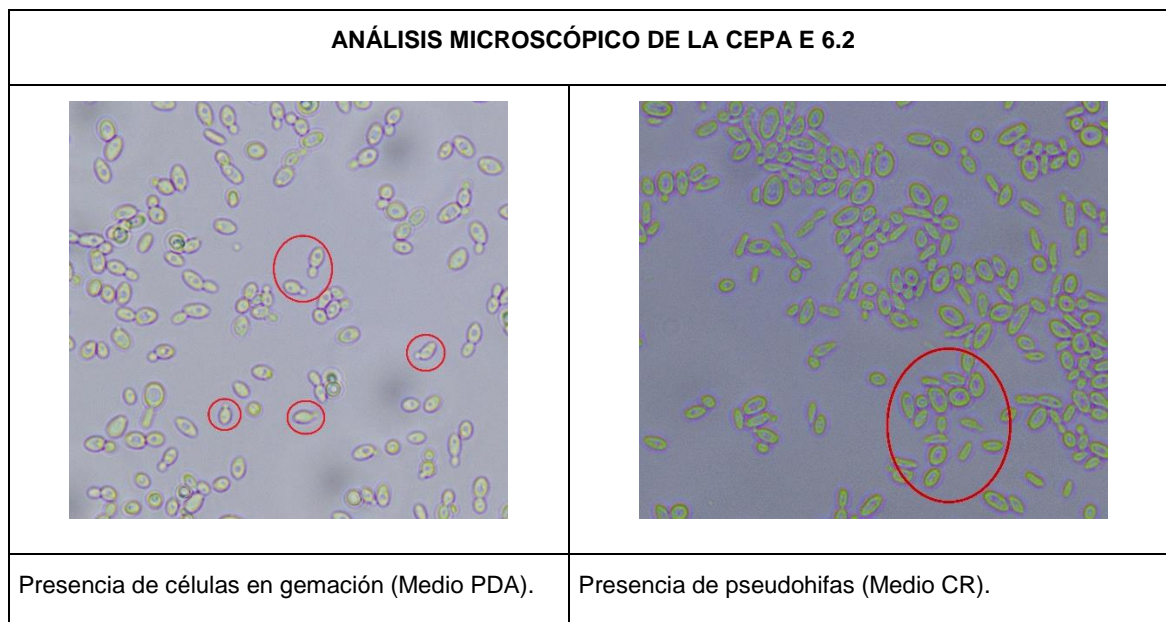 ANÁLISIS MICROSCÓPICO DE LA CEPA E 6.2
Presencia de células en gemación (Medio PDA).
Presencia de pseudohifas (Medio CR).